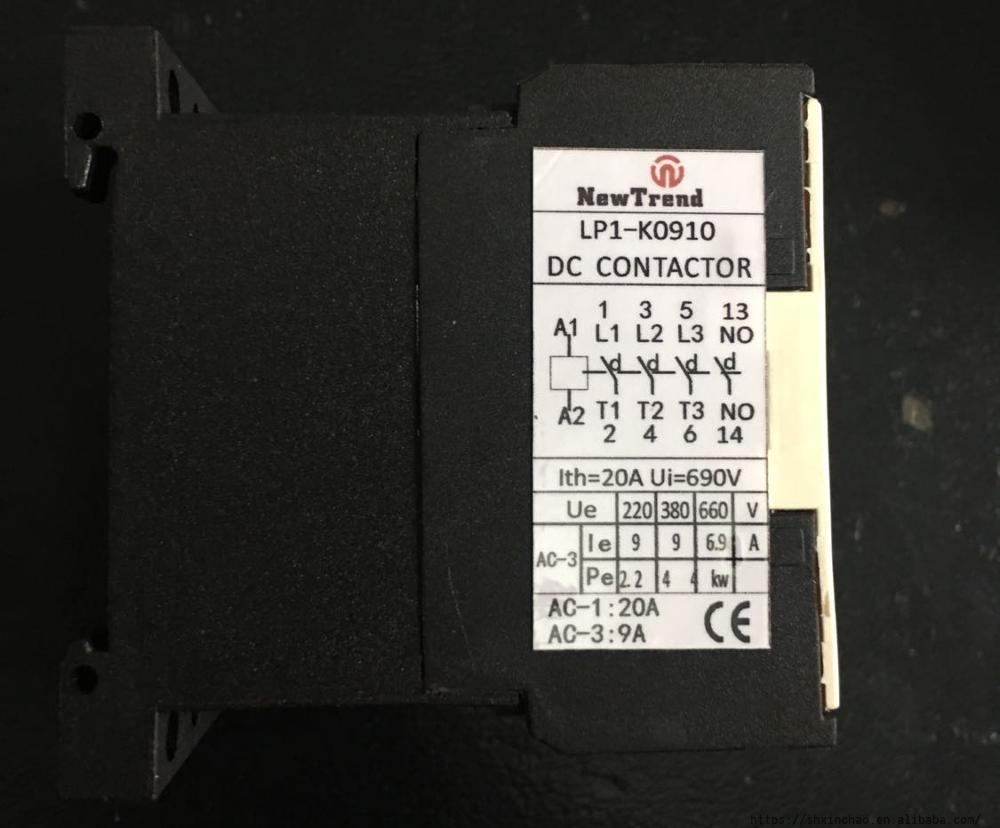 NewTrend
LP1-K0910
DC CONTACTOR
1 3 5 13
A1 L1 L2 L3 NO
d d d d
A2 T1 T2 T3 NO
2 4 6 14
Ith=20A Ui=690V
Ue 220 380 660 V
AC-3 Ie 9 9 6.9 A
Pe 2.2 4 4 kw
AC-1:20A
AC-3:9A CE
https://shxinchao.en.alibaba.com/